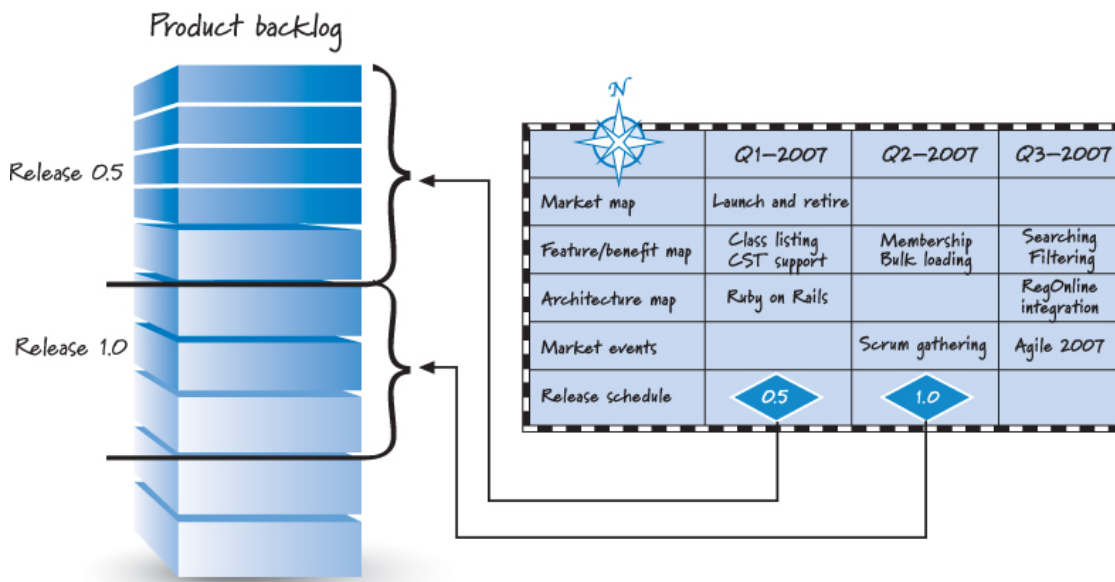 Product backlog
Release 0.5
Release 1.0
N
Q1–2007
Q2–2007
Q3–2007
Market map
Launch and retire
Feature/benefit map
Class listing
CST support
Membership
Bulk loading
Searching
Filtering
Architecture map
Ruby on Rails
RegOnline
integration
Market events
Scrum gathering
Agile 2007
Release schedule
0.5
1.0